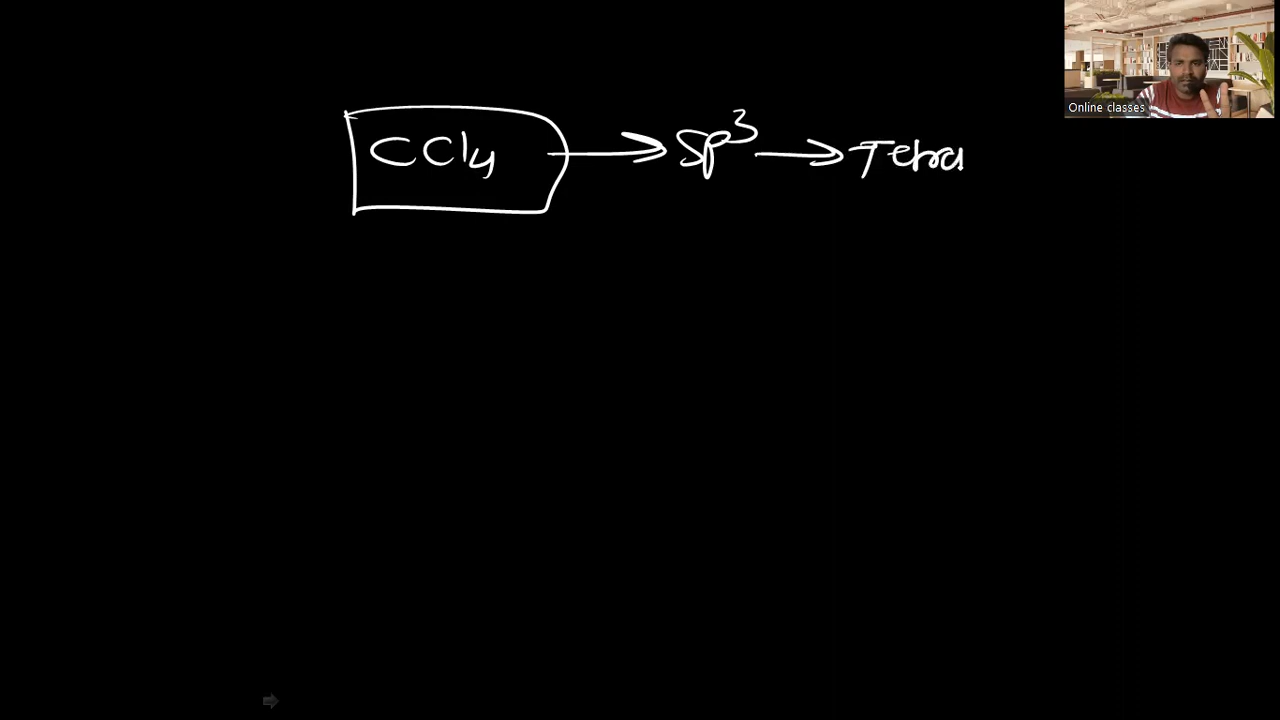 CCl4 → Sp³ → Tetra
Online classes